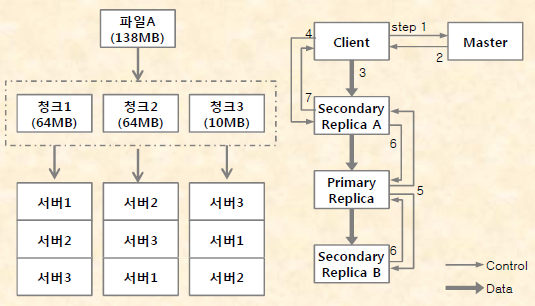 파일A
(138MB)
청크1
(64MB)
청크2
(64MB)
청크3
(10MB)
서버1
서버2
서버3
서버2
서버3
서버1
서버3
서버1
서버2
Client
step 1
Master
2
4
3
7
Secondary
Replica A
6
Primary
Replica
5
6
Secondary
Replica B
Control
Data